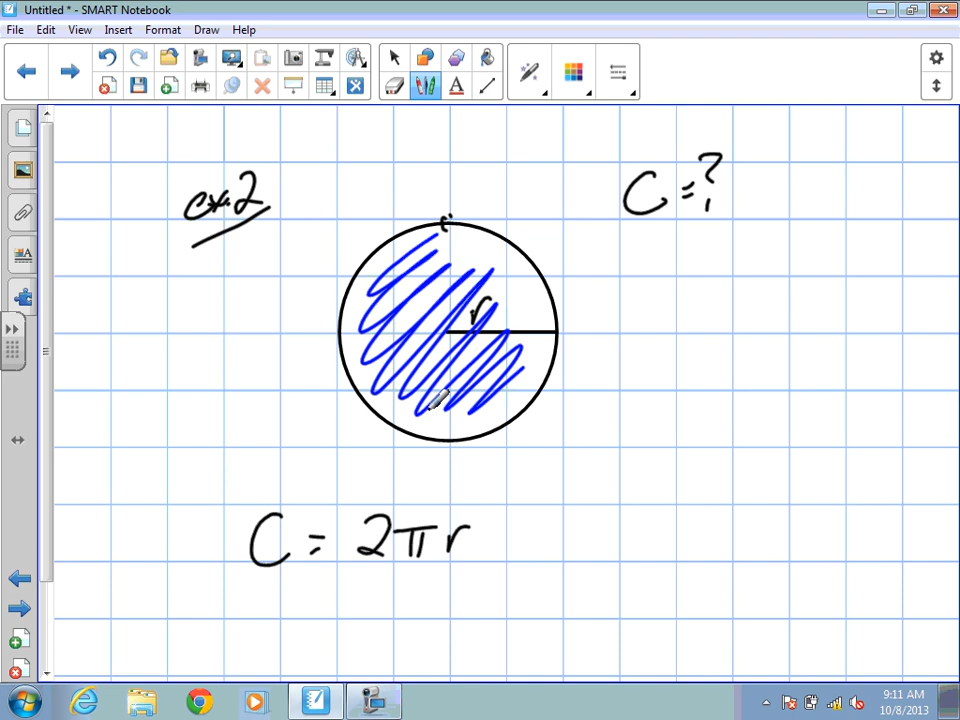 Untitled * - SMART Notebook
File Edit View Insert Format Draw Help
ex. 2
C = ?
r
C = 2πr
9:11 AM
10/8/2013